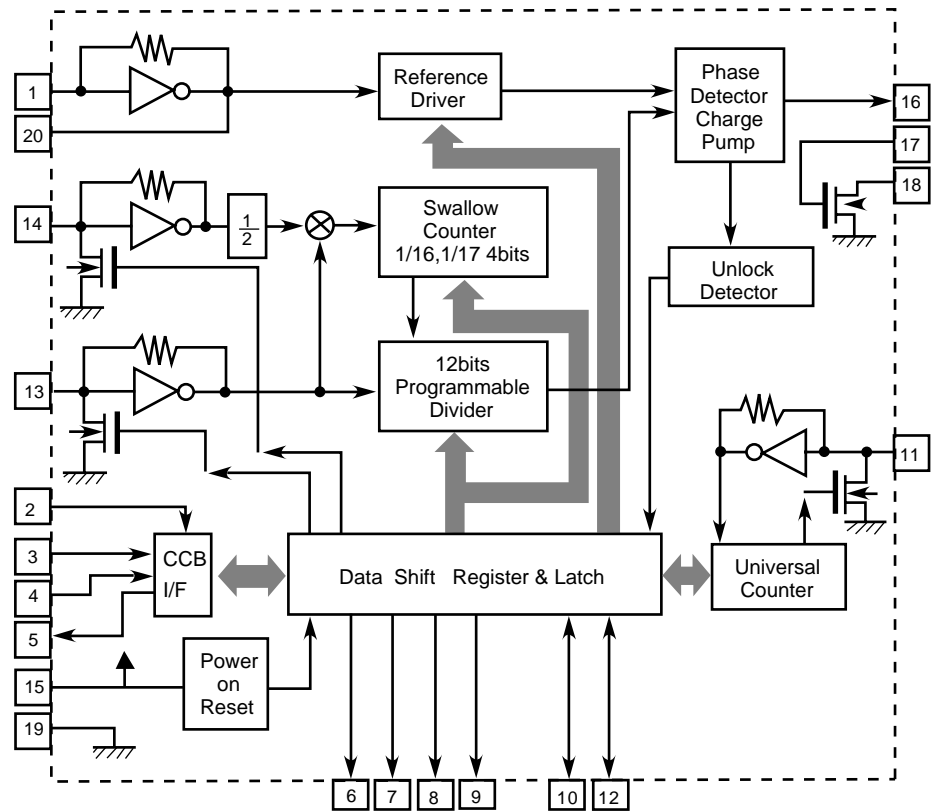 1
20
14
13
2
3
4
5
15
19
Reference
Driver
Phase
Detector
Charge
Pump
16
17
18
1
2
Swallow
Counter
1/16,1/17 4bits
Unlock
Detector
12bits
Programmable
Divider
11
CCB
I/F
Data Shift Register & Latch
Universal
Counter
Power
on
Reset
6
7
8
9
10
12